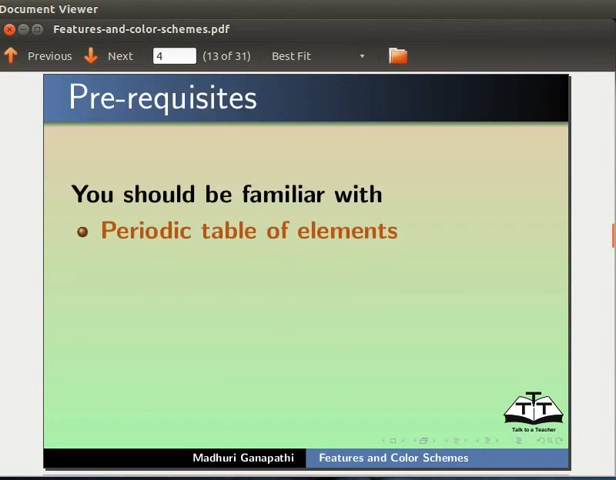 Document Viewer
Features-and-color-schemes.pdf
Previous Next 4 (13 of 31) Best Fit
Pre-requisites
You should be familiar with
Periodic table of elements
T
T T
Talk to a Teacher
Madhuri Ganapathi Features and Color Schemes